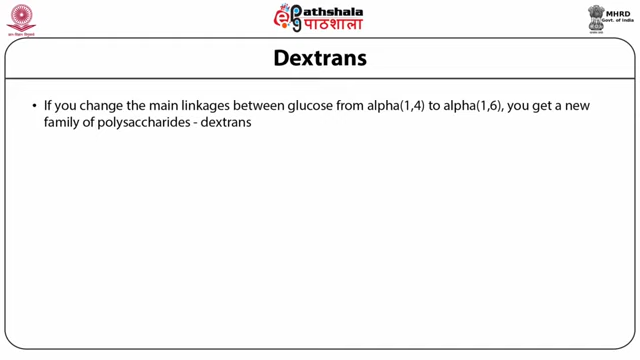 ePathshala
पाठशाला
MHRD
Govt. of India
Dextrans
• If you change the main linkages between glucose from alpha(1,4) to alpha(1,6), you get a new
family of polysaccharides - dextrans